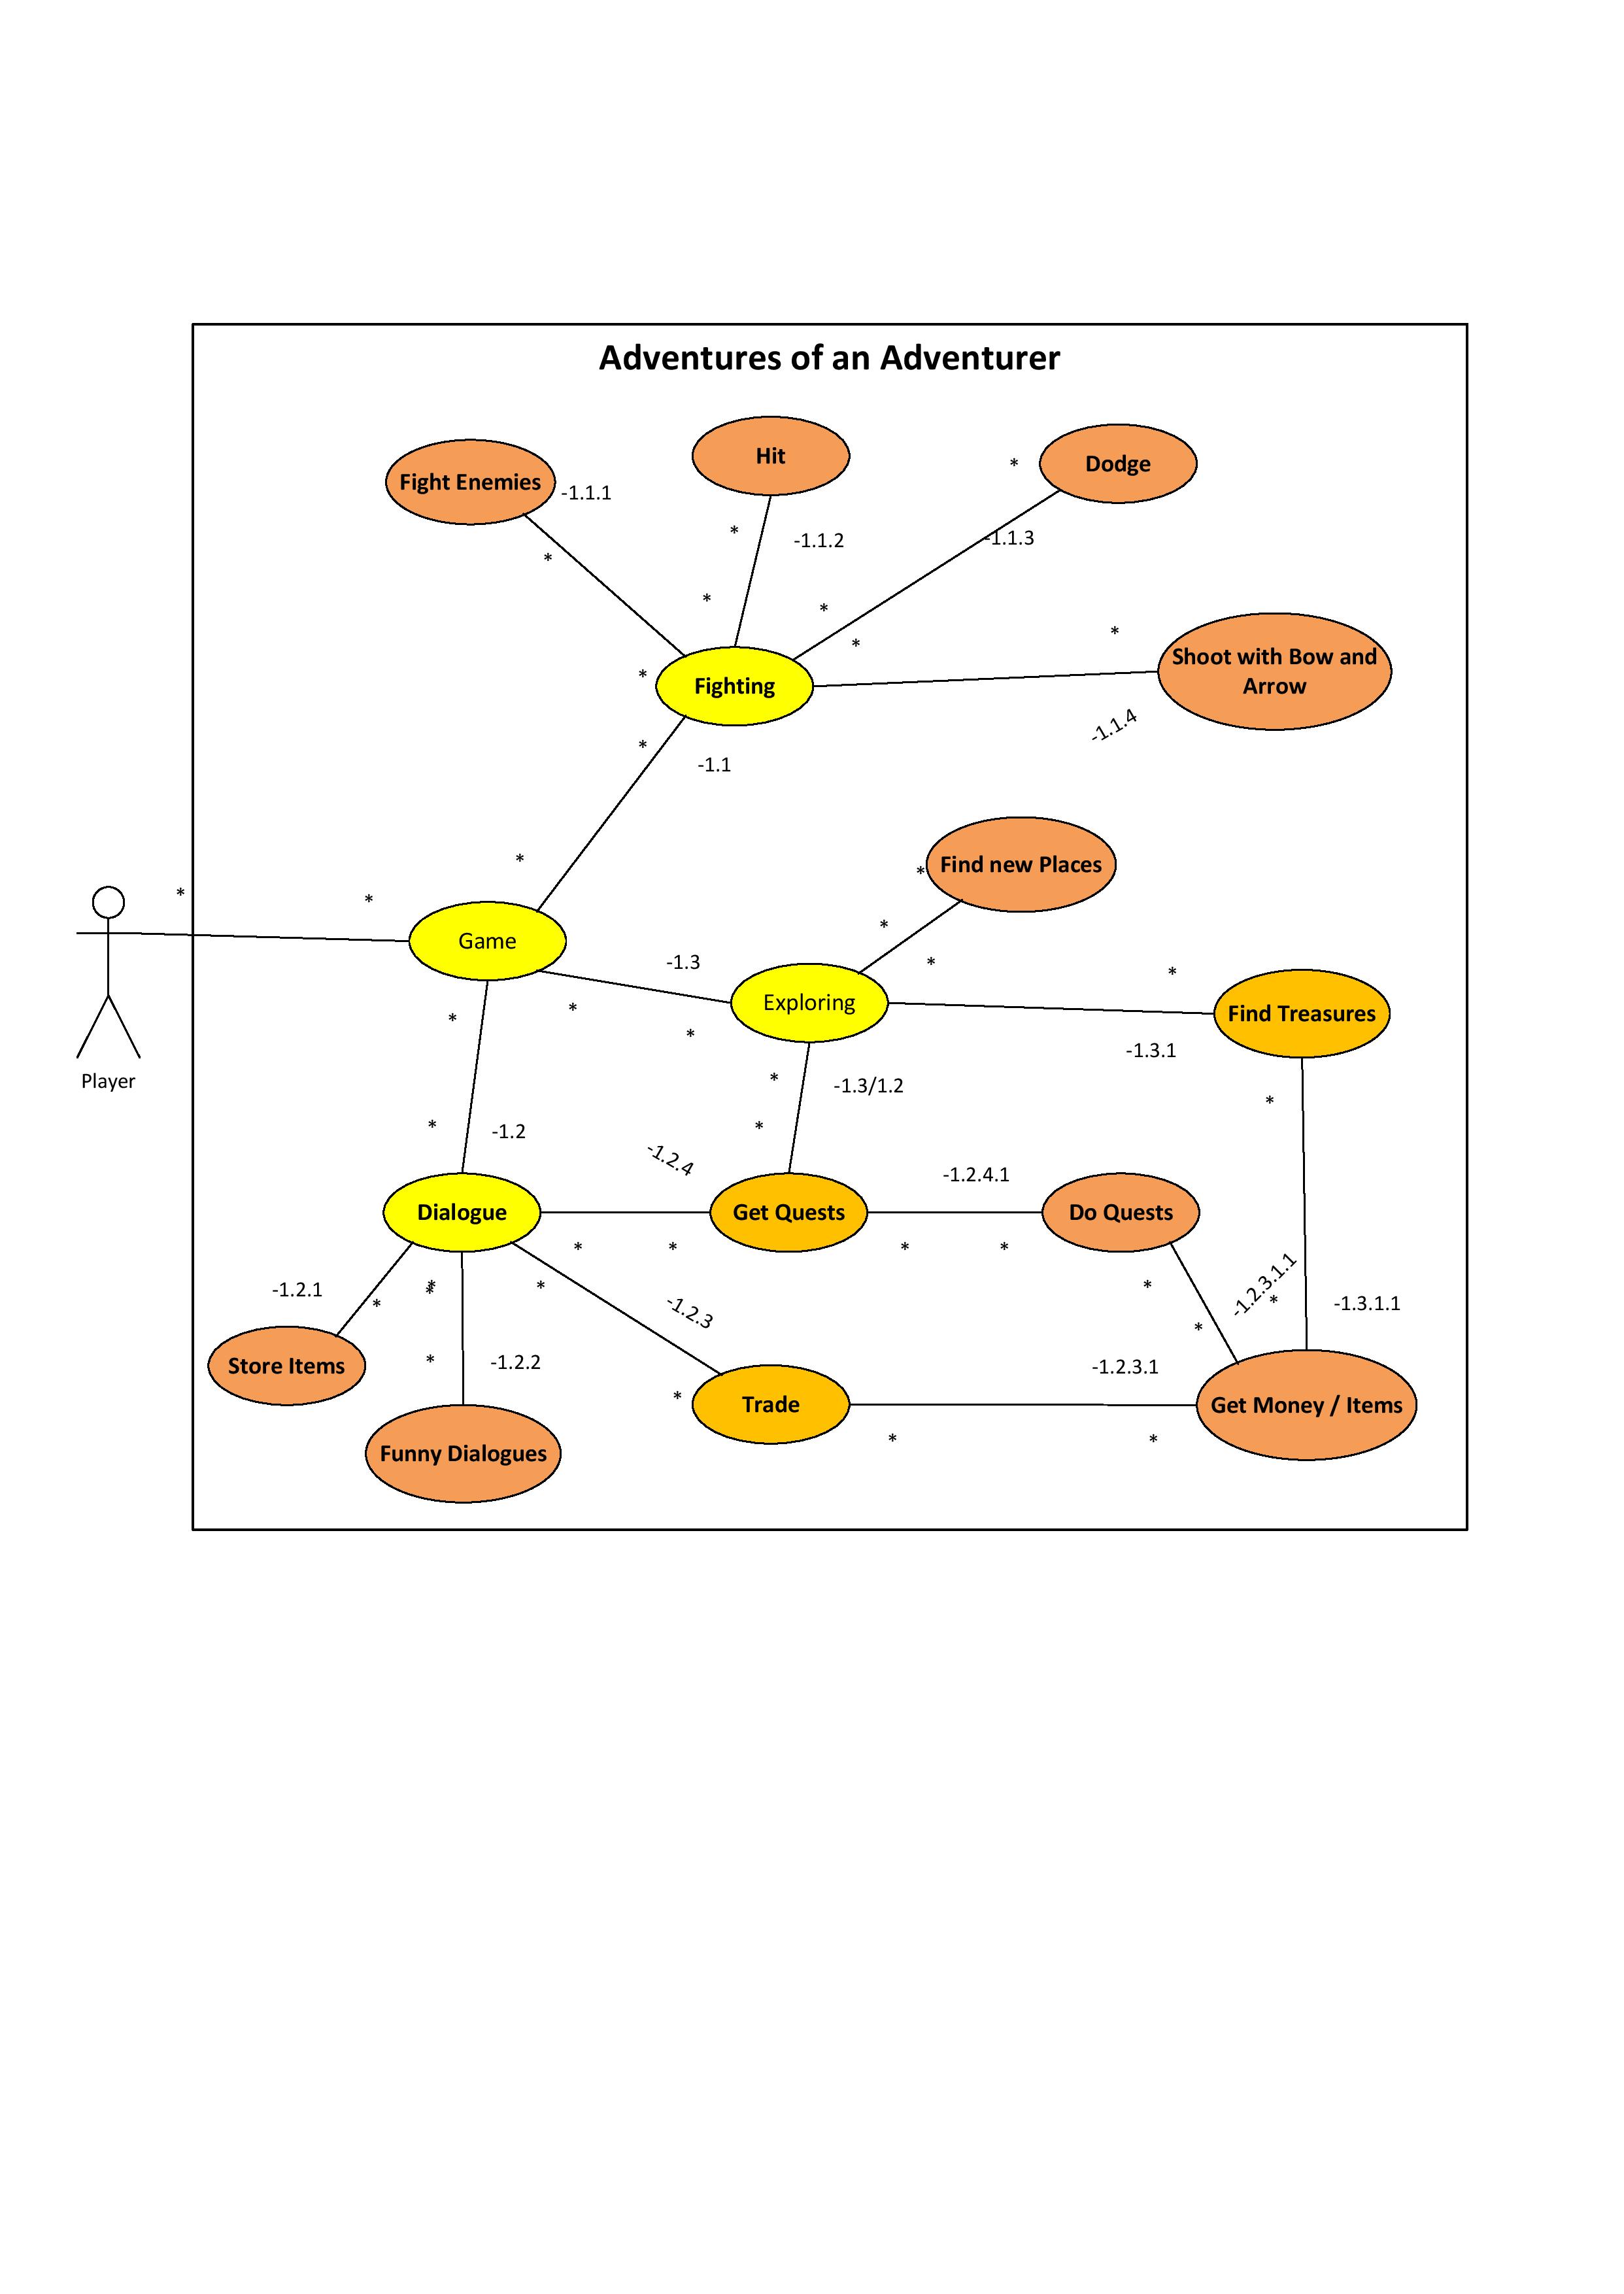 Adventures of an Adventurer
Hit
*
Dodge
Fight Enemies
-1.1.1
*
-1.1.2
-1.1.3
*
*
*
*
*
Shoot with Bow and
Arrow
*
Fighting
-1.1.4
*
-1.1
*
Find new Places
*
*
*
*
Game
-1.3
*
*
Exploring
*
*
Find Treasures
*
*
-1.3.1
Player
*
-1.3/1.2
*
*
*
-1.2
-1.2.4
-1.2.4.1
Dialogue
Get Quests
Do Quests
*
*
*
*
-1.2.1
*
*
*
*
*
-1.2.3.1.1
*
-1.2.3
-1.3.1.1
*
Store Items
*
-1.2.2
-1.2.3.1
*
Trade
Get Money / Items
*
*
Funny Dialogues